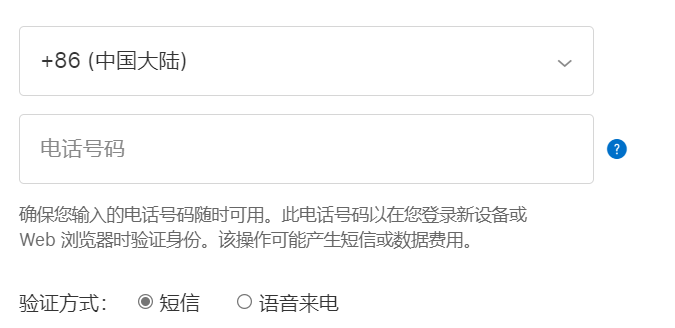 +86 (中国大陆)
电话号码
?
确保您输入的电话号码随时可用。此电话号码以在您登录新设备或
Web 浏览器时验证身份。该操作可能产生短信或数据费用。
验证方式： 短信 语音来电